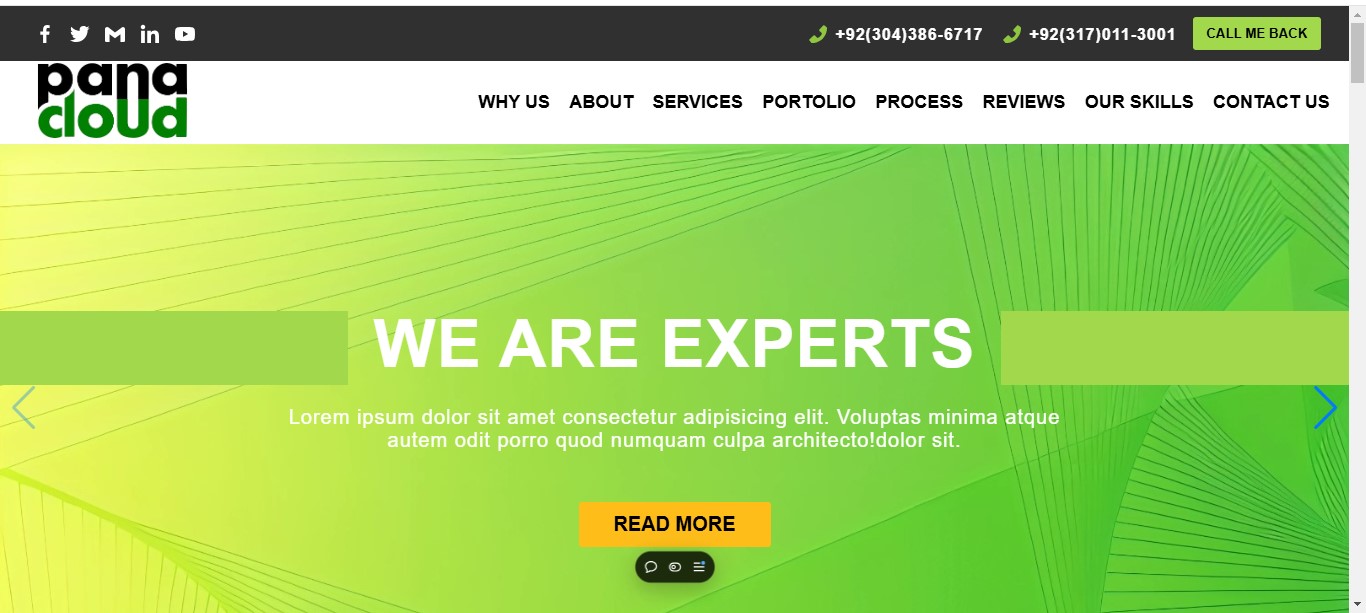 +92(304)386-6717 +92(317)011-3001 CALL ME BACK
pana
cloud
WHY US ABOUT SERVICES PORTOLIO PROCESS REVIEWS OUR SKILLS CONTACT US
WE ARE EXPERTS
Lorem ipsum dolor sit amet consectetur adipisicing elit. Voluptas minima atque
autem odit porro quod numquam culpa architecto!dolor sit.
READ MORE